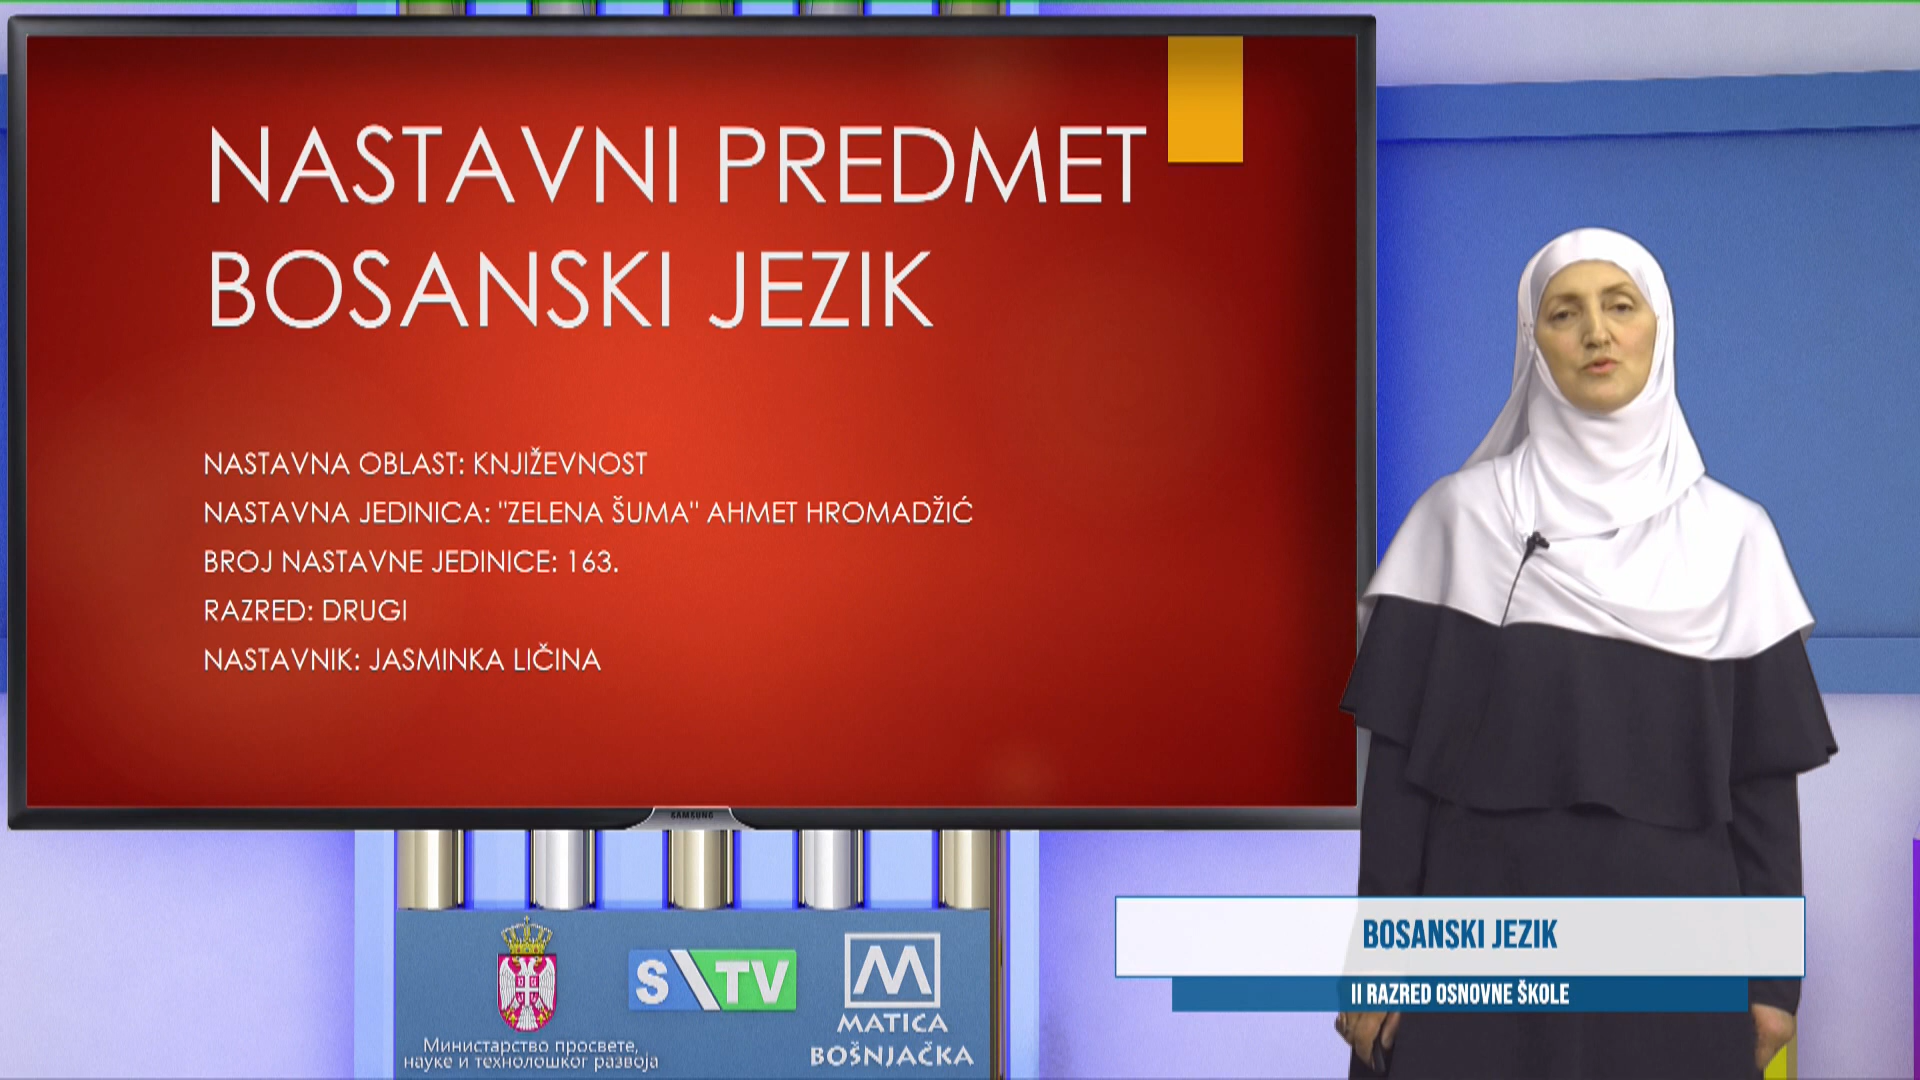 NASTAVNI PREDMET
BOSANSKI JEZIK
NASTAVNA OBLAST: KNJIŽEVNOST
NASTAVNA JEDINICA: "ZELENA ŠUMA" AHMET HROMADŽIĆ
BROJ NASTAVNE JEDINICE: 163.
RAZRED: DRUGI
NASTAVNIK: JASMINKA LIČINA
SAMSUNG
S TV
MATICA
BOŠNJAČKA
Министарство просвете,
науке и технолошког развоја
BOSANSKI JEZIK
II RAZRED OSNOVNE ŠKOLE